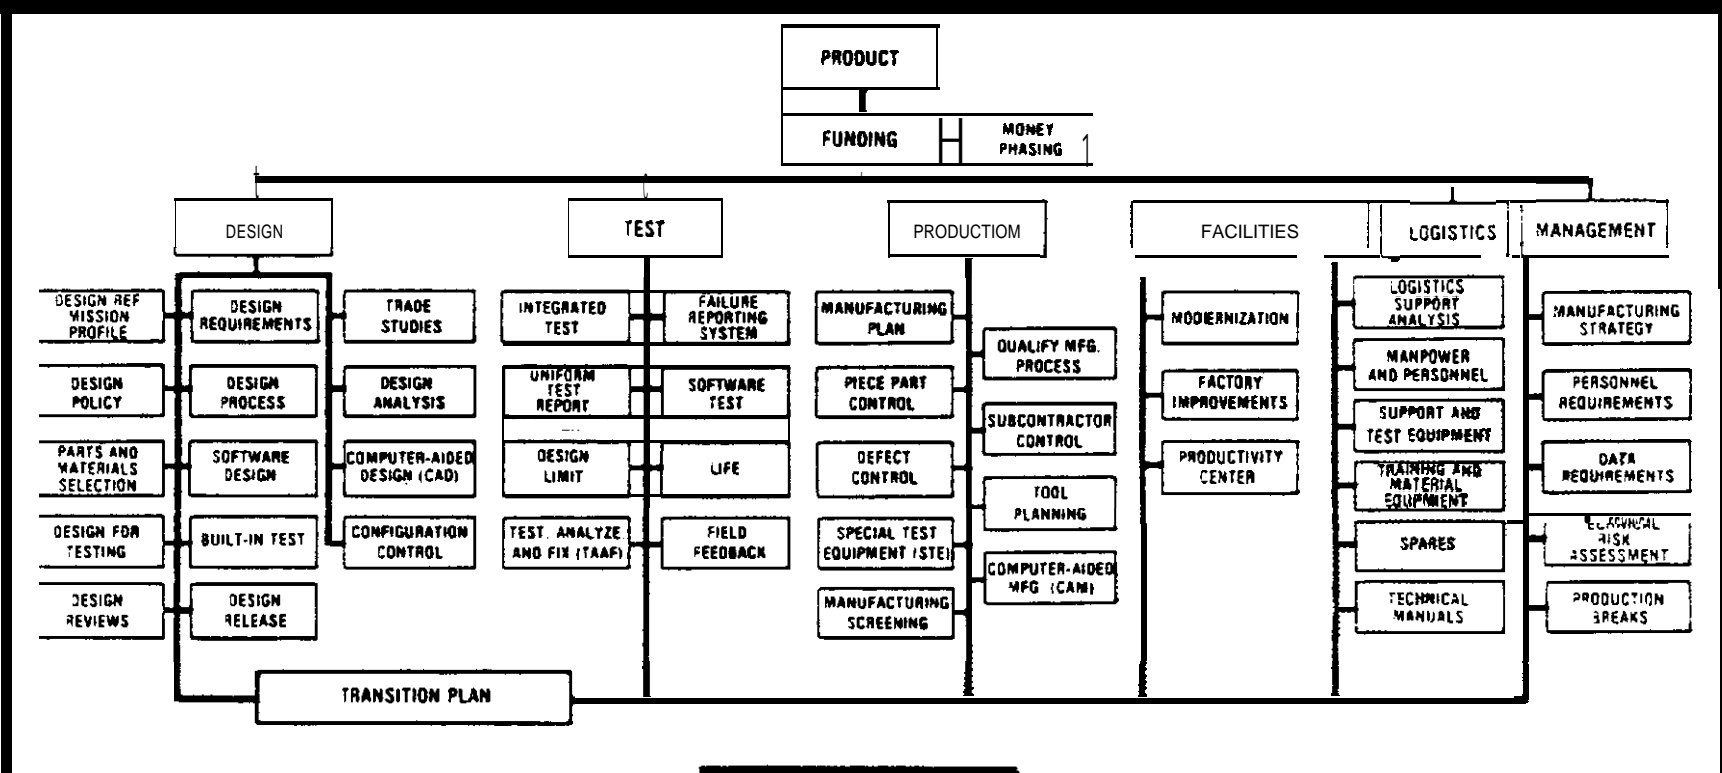 PRODUCT
FUNDING
MONEY
PHASING
DESIGN
TEST
PRODUCTIOM
FACILITIES
LOGISTICS
MANAGEMENT
DESIGN REF
MISSION
PROFILE
DESIGN
REQUIREMENTS
TRADE
STUDIES
DESIGN
POLICY
DESIGN
PROCESS
DESIGN
ANALYSIS
PARTS AND
MATERIALS
SELECTION
SOFTWARE
DESIGN
COMPUTER-AIDED
DESIGN (CAD)
DESIGN FOR
TESTING
BUILT-IN TEST
CONFIGURATION
CONTROL
DESIGN
REVIEWS
DESIGN
RELEASE
INTEGRATED
TEST
FAILURE
REPORTING
SYSTEM
UNIFORM
TEST
REPORT
SOFTWARE
TEST
DESIGN
LIMIT
LIFE
TEST. ANALYZE
AND FIX (TAAF)
FIELD
FEEDBACK
MANUFACTURING
PLAN
QUALIFY MFG.
PROCESS
PIECE PART
CONTROL
SUBCONTRACTOR
CONTROL
DEFECT
CONTROL
TOOL
PLANNING
SPECIAL TEST
EQUIPMENT (STE)
COMPUTER-AIDED
MFG (CAM)
MANUFACTURING
SCREENING
MODIERNIZATION
FACTORY
IMPROVEMENTS
PRODUCTIVITY
CENTER
LOGISTICS
SUPPORT
ANALYSIS
MANPOWER
AND PERSONNEL
SUPPORT AND
TEST EQUIPMENT
TRAINING AND
MATERIAL
EQUIPMENT
SPARES
TECHNICAL
MANUALS
MANUFACTURING
STRATEGY
PERSONNEL
REQUIREMENTS
DATA
REQUIREMENTS
RISK
ASSESSMENT
PRODUCTION
BREAKS
TRANSITION PLAN